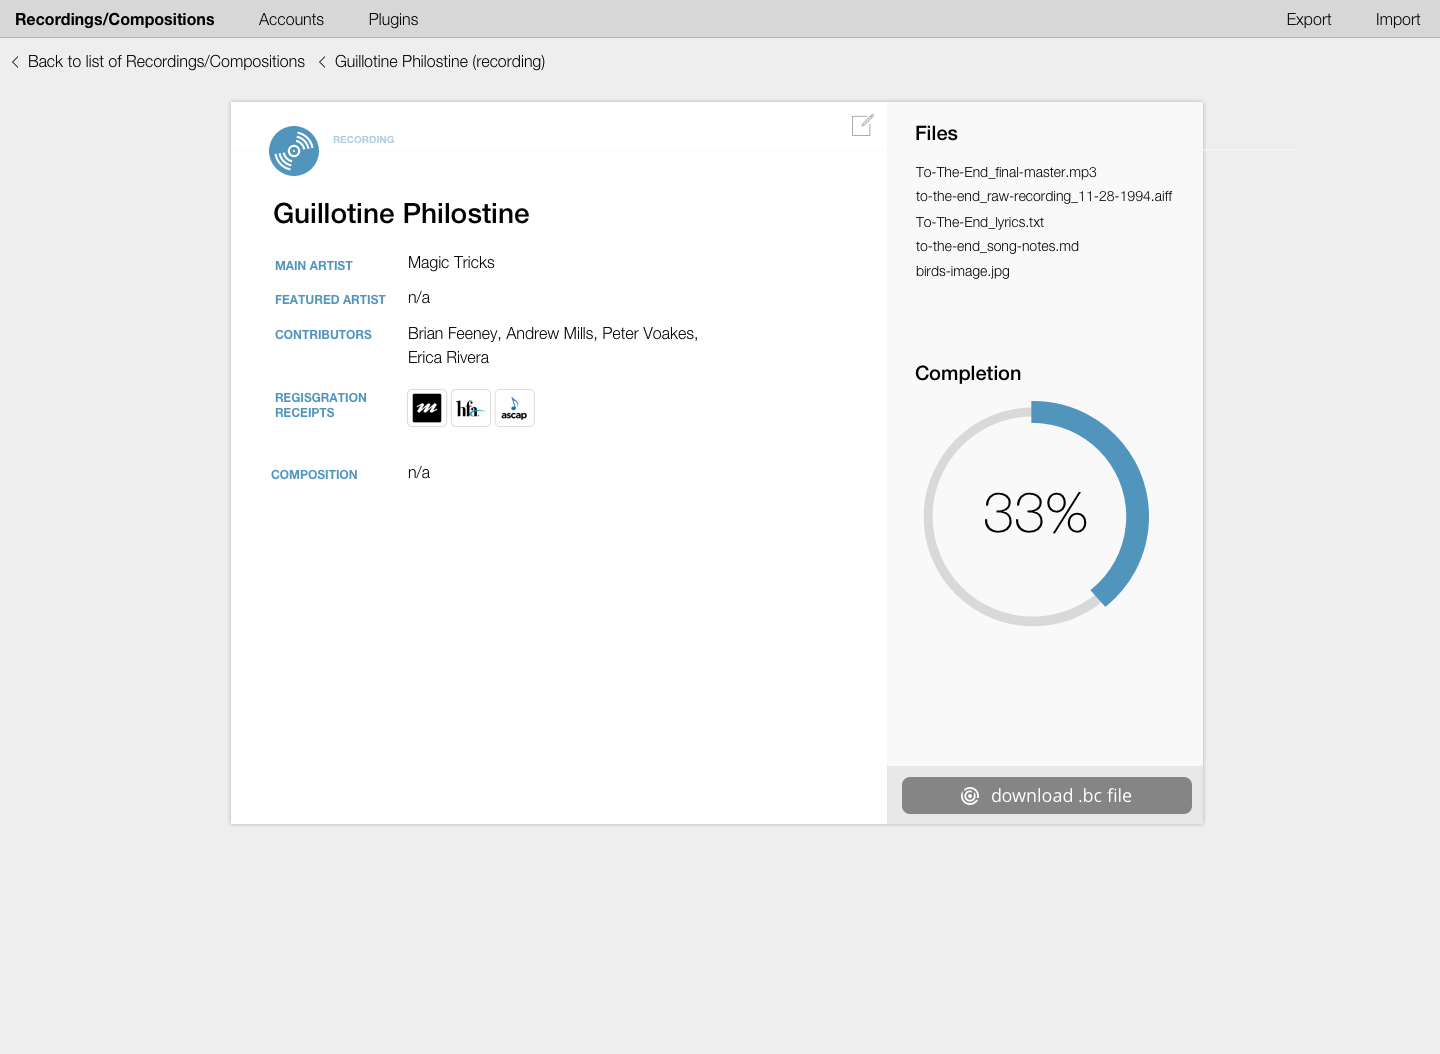 Recordings/Compositions Accounts Plugins Export Import
Back to list of Recordings/Compositions Guillotine Philostine (recording)
RECORDING
Guillotine Philostine
MAIN ARTIST Magic Tricks
FEATURED ARTIST n/a
CONTRIBUTORS Brian Feeney, Andrew Mills, Peter Voakes,
Erica Rivera
REGISGRATION
RECEIPTS
m hfa ascap
COMPOSITION n/a
Files
To-The-End_final-master.mp3
to-the-end_raw-recording_11-28-1994.aiff
To-The-End_lyrics.txt
to-the-end_song-notes.md
birds-image.jpg
Completion
33%
download .bc file